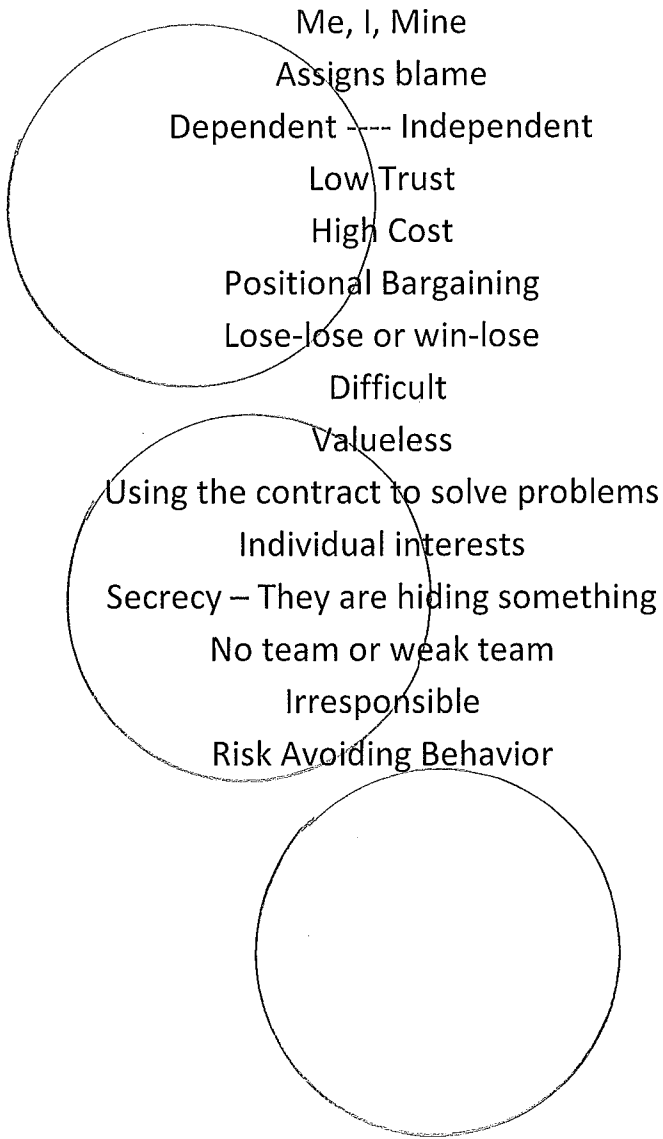 Me, I, Mine
Assigns blame
Dependent ---- Independent
Low Trust
High Cost
Positional Bargaining
Lose-lose or win-lose
Difficult
Valueless
Using the contract to solve problems
Individual interests
Secrecy – They are hiding something
No team or weak team
Irresponsible
Risk Avoiding Behavior